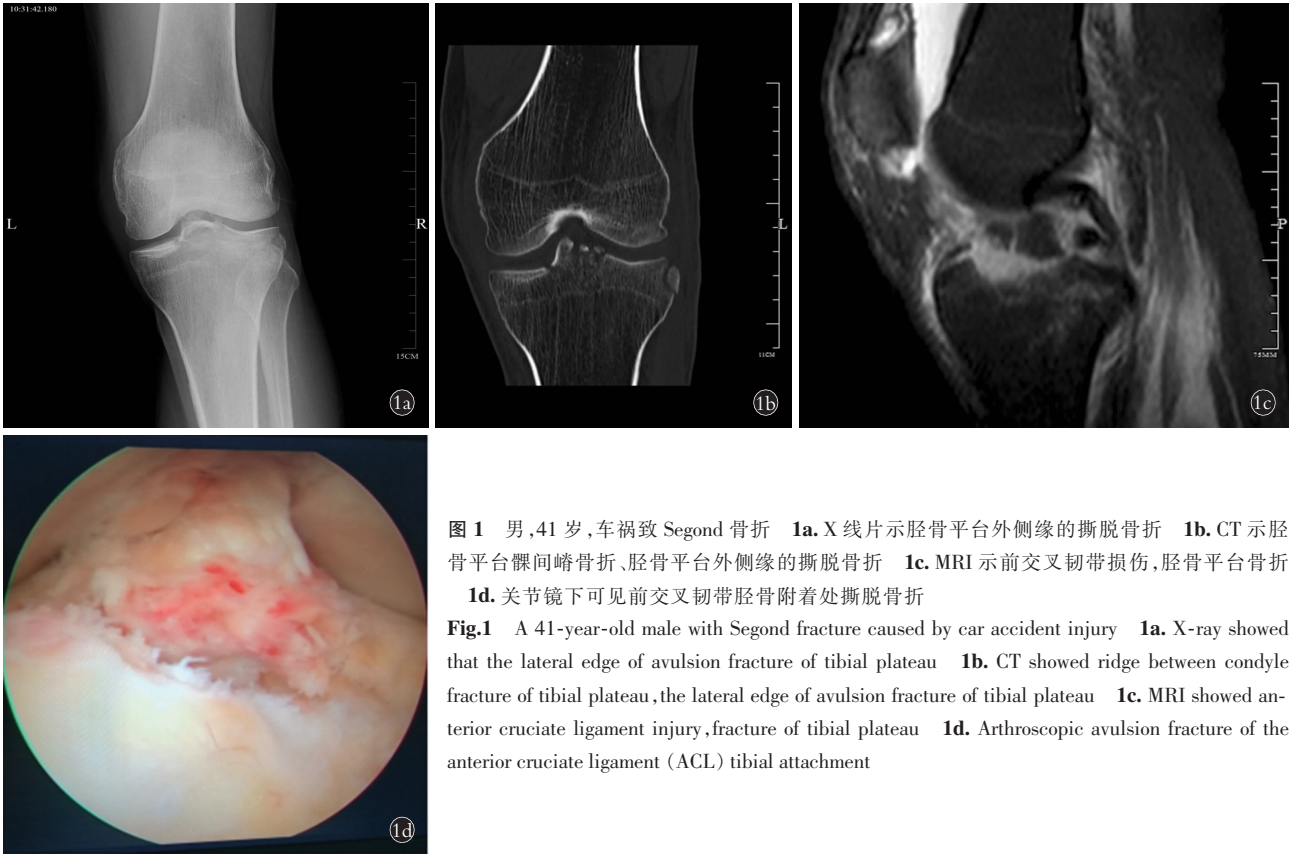 10:31:42.180
L
R
15CM
1a
L
11CM
1b
P
75MM
1c
1d
图 1 男,41 岁,车祸致 Segond 骨折 1a. X 线片示胫骨平台外侧缘的撕脱骨折 1b. CT 示胫
骨平台髁间嵴骨折、胫骨平台外侧缘的撕脱骨折 1c. MRI 示前交叉韧带损伤,胫骨平台骨折
1d. 关节镜下可见前交叉韧带胫骨附着处撕脱骨折
Fig.1 A 41-year-old male with Segond fracture caused by car accident injury 1a. X-ray showed
that the lateral edge of avulsion fracture of tibial plateau 1b. CT showed ridge between condyle
fracture of tibial plateau,the lateral edge of avulsion fracture of tibial plateau 1c. MRI showed an-
terior cruciate ligament injury,fracture of tibial plateau 1d. Arthroscopic avulsion fracture of the
anterior cruciate ligament (ACL) tibial attachment